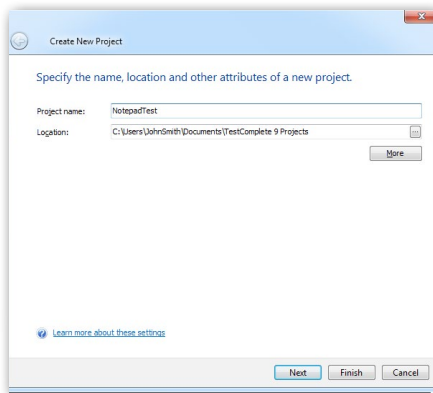 Create New Project
Specify the name, location and other attributes of a new project.
Project name: NotepadTest
Location: C:\Users\JohnSmith\Documents\TestComplete 9 Projects ...
More
Learn more about these settings
Next Finish Cancel